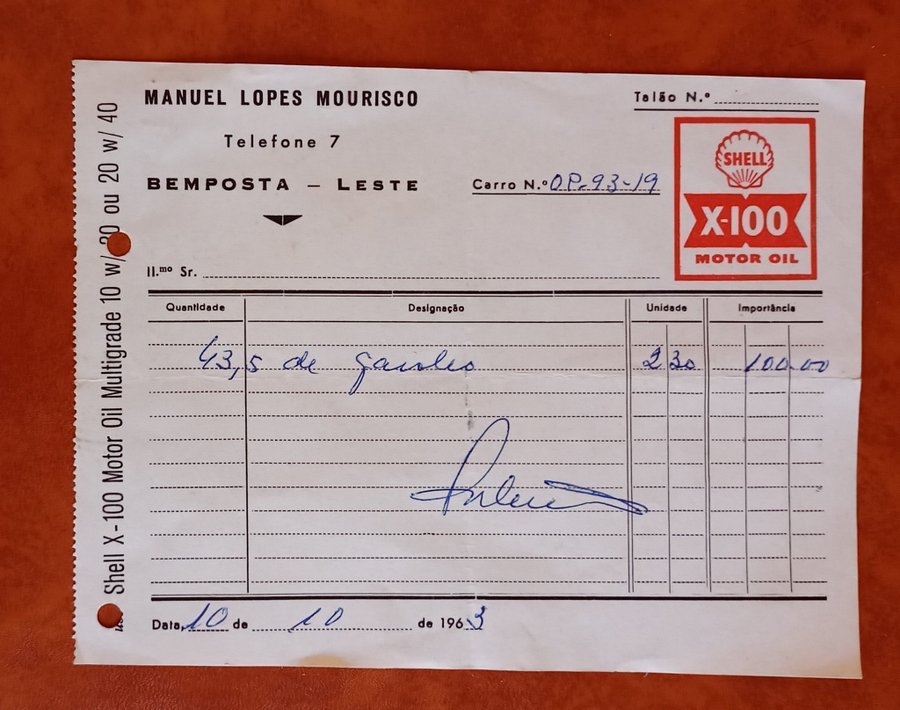 MANUEL LOPES MOURISCO
Talão N.º
Telefone 7
BEMPOSTA – LESTE
Carro N.º OP-93-19
SHELL
X-100
MOTOR OIL
Il.mo Sr.
Quantidade Designação Unidade Importância
43,5 de gasoleo 2 30 100.00
Data, 10 de 10 de 1963
Shell X-100 Motor Oil Multigrade 10 w/ 30 ou 20 w/ 40